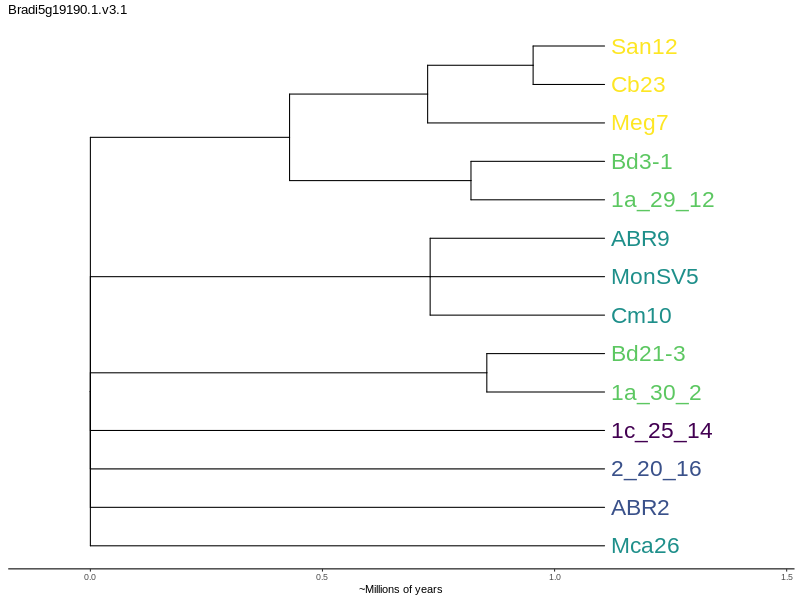 Bradi5g19190.1.v3.1
San12
Cb23
Meg7
Bd3-1
1a_29_12
ABR9
MonSV5
Cm10
Bd21-3
1a_30_2
1c_25_14
2_20_16
ABR2
Mca26
0.0 0.5 1.0 1.5
~Millions of years